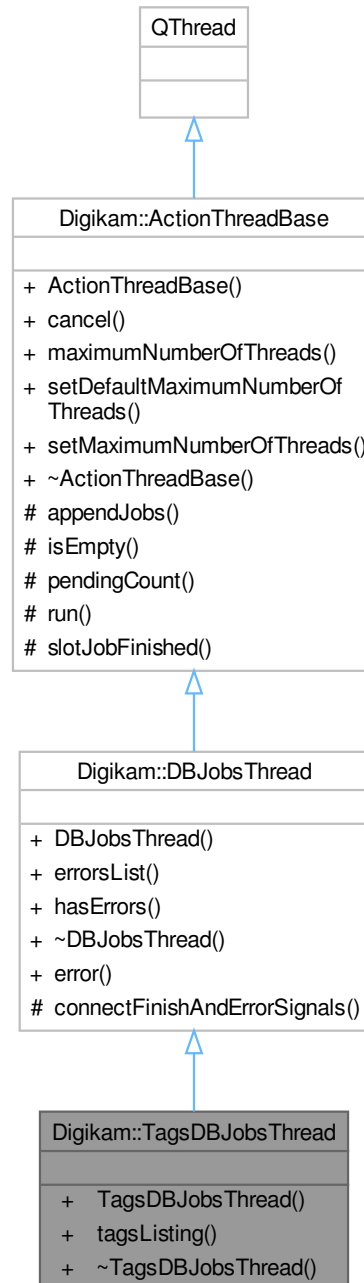 QThread
Digikam::ActionThreadBase
+ ActionThreadBase()
+ cancel()
+ maximumNumberOfThreads()
+ setDefaultMaximumNumberOf
Threads()
+ setMaximumNumberOfThreads()
+ ~ActionThreadBase()
# appendJobs()
# isEmpty()
# pendingCount()
# run()
# slotJobFinished()
Digikam::DBJobsThread
+ DBJobsThread()
+ errorsList()
+ hasErrors()
+ ~DBJobsThread()
+ error()
# connectFinishAndErrorSignals()
Digikam::TagsDBJobsThread
+ TagsDBJobsThread()
+ tagsListing()
+ ~TagsDBJobsThread()